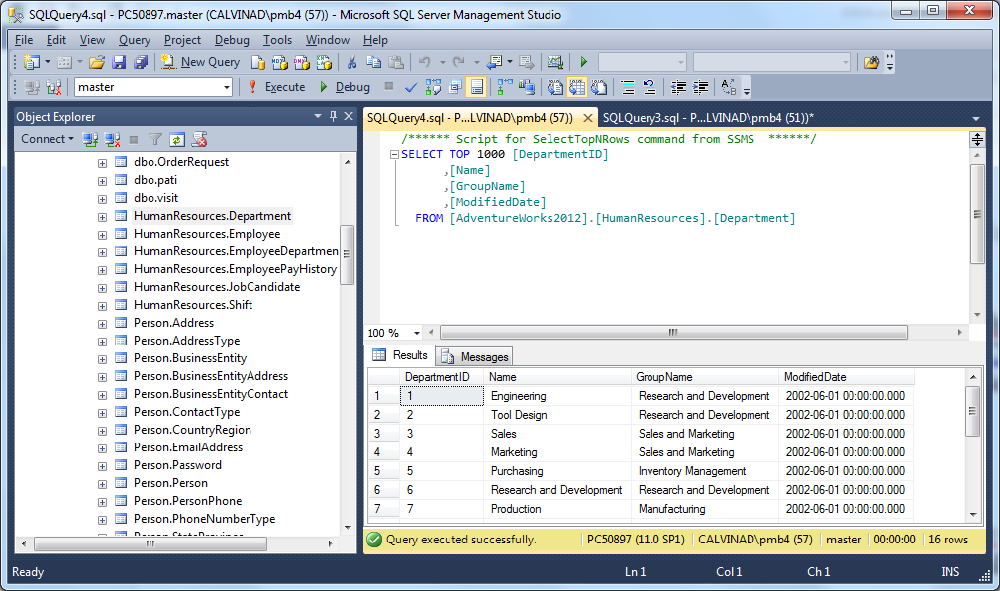 SQLQuery4.sql - PC50897.master (CALVINAD\pmb4 (57)) - Microsoft SQL Server Management Studio
File Edit View Query Project Debug Tools Window Help
New Query
master Execute Debug
Object Explorer
Connect
dbo.OrderRequest
dbo.pati
dbo.visit
HumanResources.Department
HumanResources.Employee
HumanResources.EmployeeDepartmen
HumanResources.EmployeePayHistory
HumanResources.JobCandidate
HumanResources.Shift
Person.Address
Person.AddressType
Person.BusinessEntity
Person.BusinessEntityAddress
Person.BusinessEntityContact
Person.ContactType
Person.CountryRegion
Person.EmailAddress
Person.Password
Person.Person
Person.PersonPhone
Person.PhoneNumberType
Person.StateProvince
SQLQuery4.sql - P...LVINAD\pmb4 (57)) SQLQuery3.sql - P...LVINAD\pmb4 (51))*
/****** Script for SelectTopNRows command from SSMS ******/
SELECT TOP 1000 [DepartmentID]
,[Name]
,[GroupName]
,[ModifiedDate]
FROM [AdventureWorks2012].[HumanResources].[Department]
100 %
Results Messages
DepartmentID Name GroupName ModifiedDate
1 1 Engineering Research and Development 2002-06-01 00:00:00.000
2 2 Tool Design Research and Development 2002-06-01 00:00:00.000
3 3 Sales Sales and Marketing 2002-06-01 00:00:00.000
4 4 Marketing Sales and Marketing 2002-06-01 00:00:00.000
5 5 Purchasing Inventory Management 2002-06-01 00:00:00.000
6 6 Research and Development Research and Development 2002-06-01 00:00:00.000
7 7 Production Manufacturing 2002-06-01 00:00:00.000
Query executed successfully. PC50897 (11.0 SP1) CALVINAD\pmb4 (57) master 00:00:00 16 rows
Ready Ln 1 Col 1 Ch 1 INS